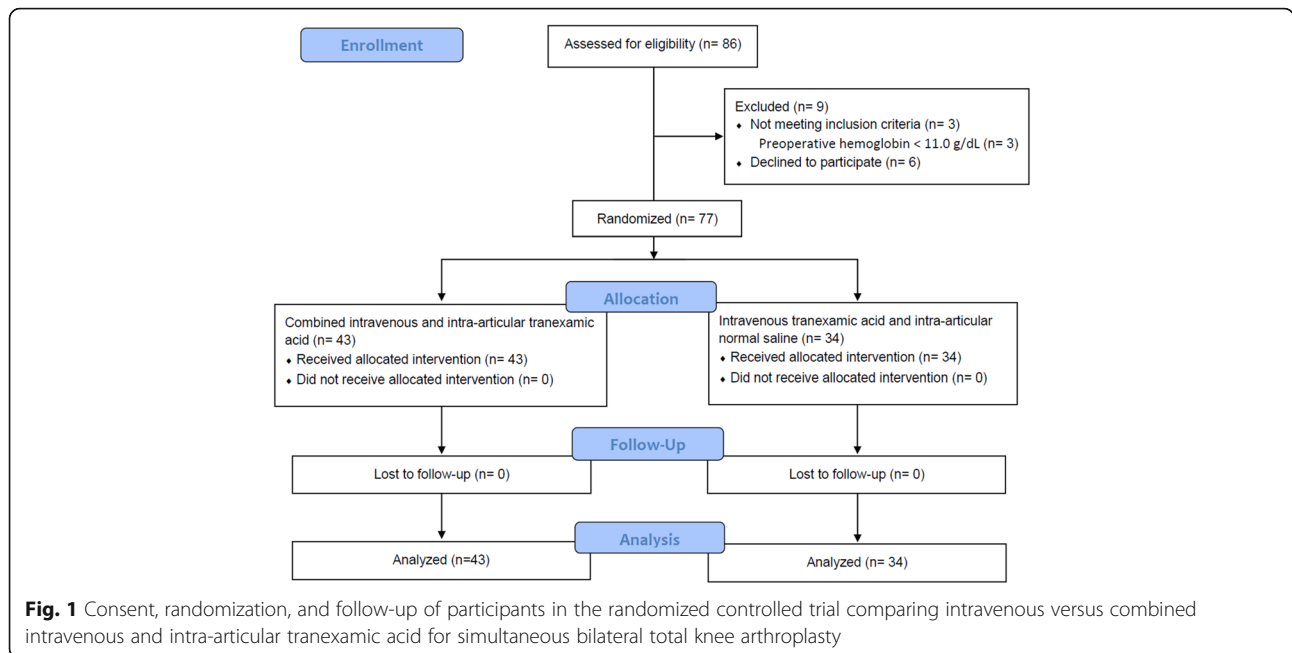 Enrollment
Assessed for eligibility (n= 86)
Excluded (n= 9)
♦ Not meeting inclusion criteria (n= 3)
Preoperative hemoglobin < 11.0 g/dL (n= 3)
♦ Declined to participate (n= 6)
Randomized (n= 77)
Allocation
Combined intravenous and intra-articular tranexamic
acid (n= 43)
♦ Received allocated intervention (n= 43)
♦ Did not receive allocated intervention (n= 0)
Intravenous tranexamic acid and intra-articular
normal saline (n= 34)
♦ Received allocated intervention (n= 34)
♦ Did not receive allocated intervention (n= 0)
Follow-Up
Lost to follow-up (n= 0)
Lost to follow-up (n= 0)
Analysis
Analyzed (n=43)
Analyzed (n= 34)
Fig. 1 Consent, randomization, and follow-up of participants in the randomized controlled trial comparing intravenous versus combined
intravenous and intra-articular tranexamic acid for simultaneous bilateral total knee arthroplasty